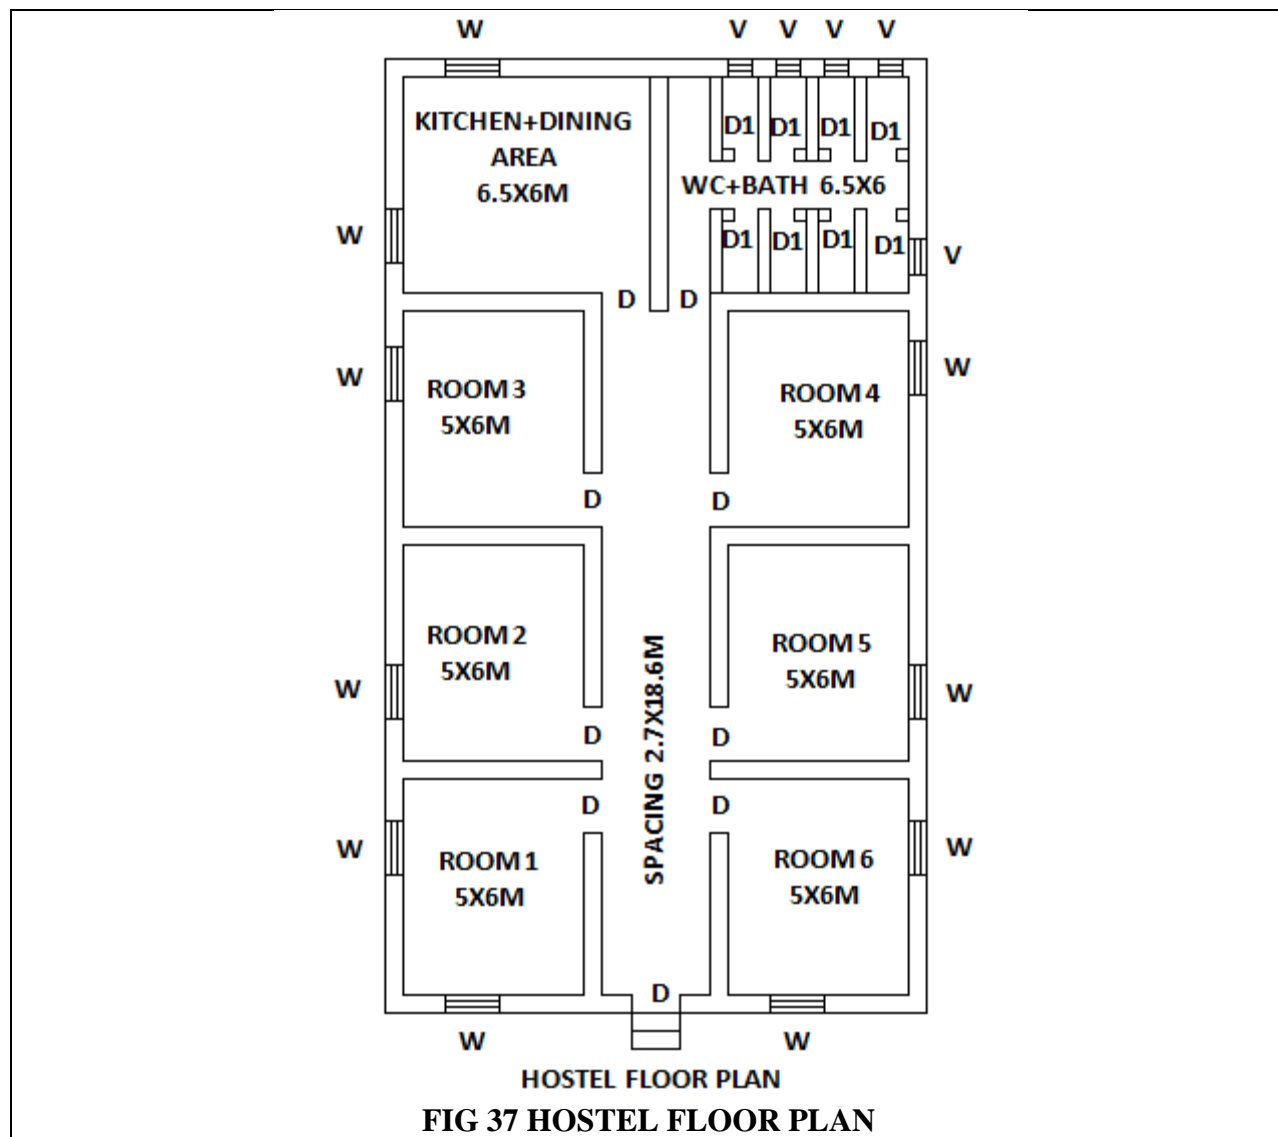 W
V V V V
KITCHEN+DINING
AREA
6.5X6M
D1 D1 D1 D1
WC+BATH 6.5X6
W
D1 D1 D1 D1
V
D D
W
ROOM 3
5X6M
ROOM 4
5X6M
W
D D
ROOM 2
5X6M
ROOM 5
5X6M
W
W
D D
SPACING 2.7X18.6M
D D
W
ROOM 1
5X6M
ROOM 6
5X6M
W
D
W W
HOSTEL FLOOR PLAN
FIG 37 HOSTEL FLOOR PLAN